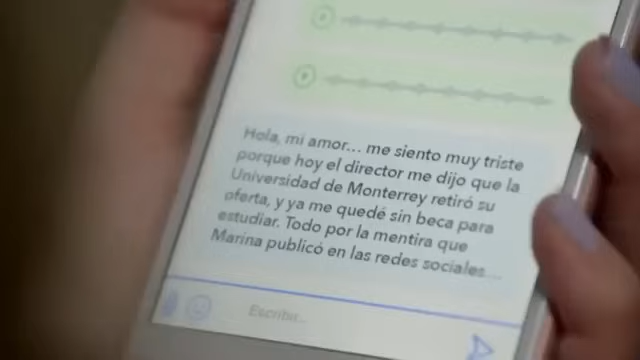 Hola, mi amor... me siento muy triste
porque hoy el director me dijo que la
Universidad de Monterrey retiró su
oferta, y ya me quedé sin beca para
estudiar. Todo por la mentira que
Marina publicó en las redes sociales...
Escriba...